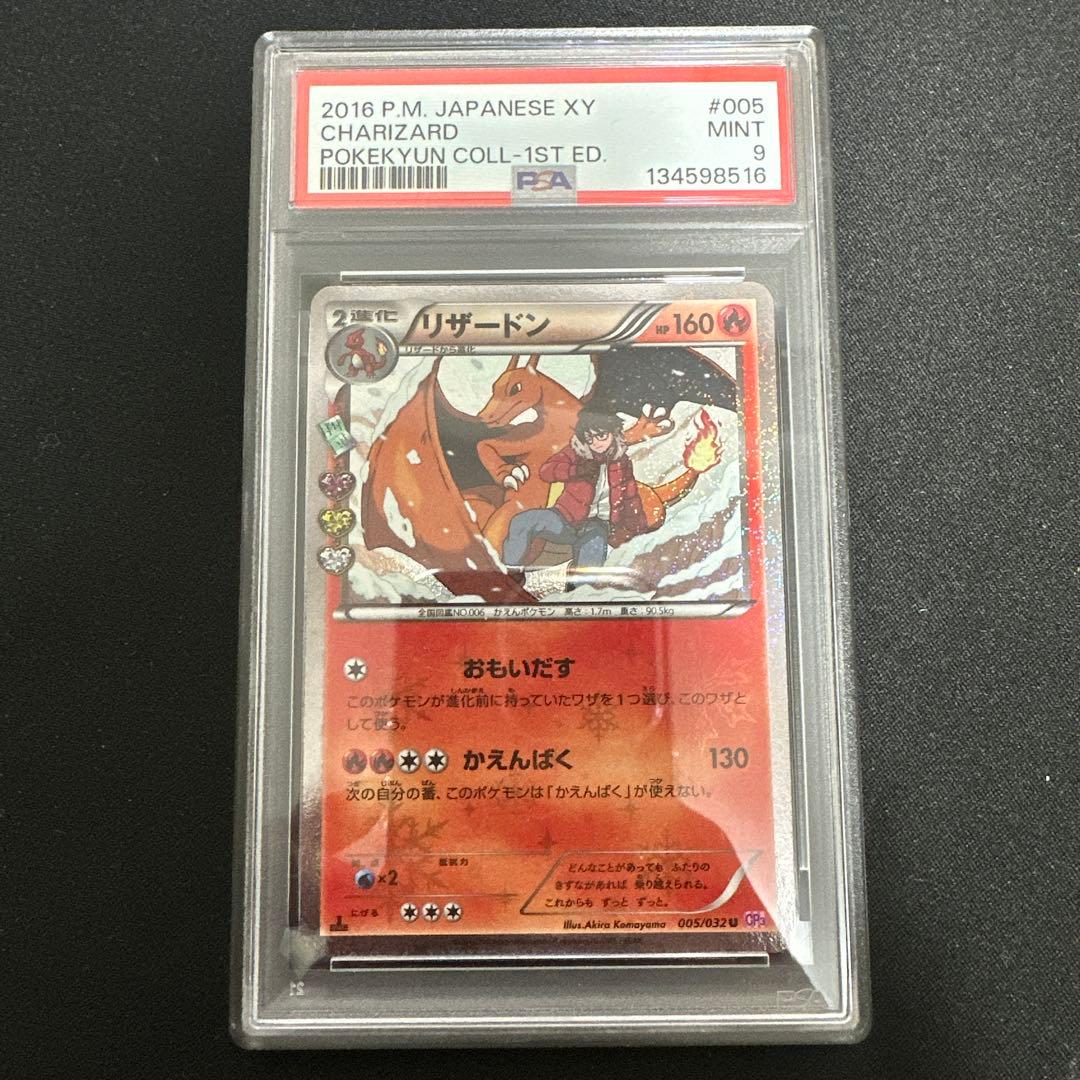 2016 P.M. JAPANESE XY #005
CHARIZARD MINT
POKEKYUN COLL-1ST ED. 9
PSA 134598516
2進化 リザードン HP160
リザードから進化
全国図鑑NO.006 かえんポケモン 高さ:1.7m 重さ:90.5kg
おもいだす
このポケモンが進化前に持っていたワザを1つ選び、このワザと
して使う。
かえんばく 130
次の自分の番、このポケモンは「かえんばく」が使えない。
抵抗力
×2
にげる
どんなことがあっても ふたりの
きずながあれば 乗り越えられる。
これからも ずっと ずっと。
Illus.Akira Komayama 005/032 U CP3
PSA